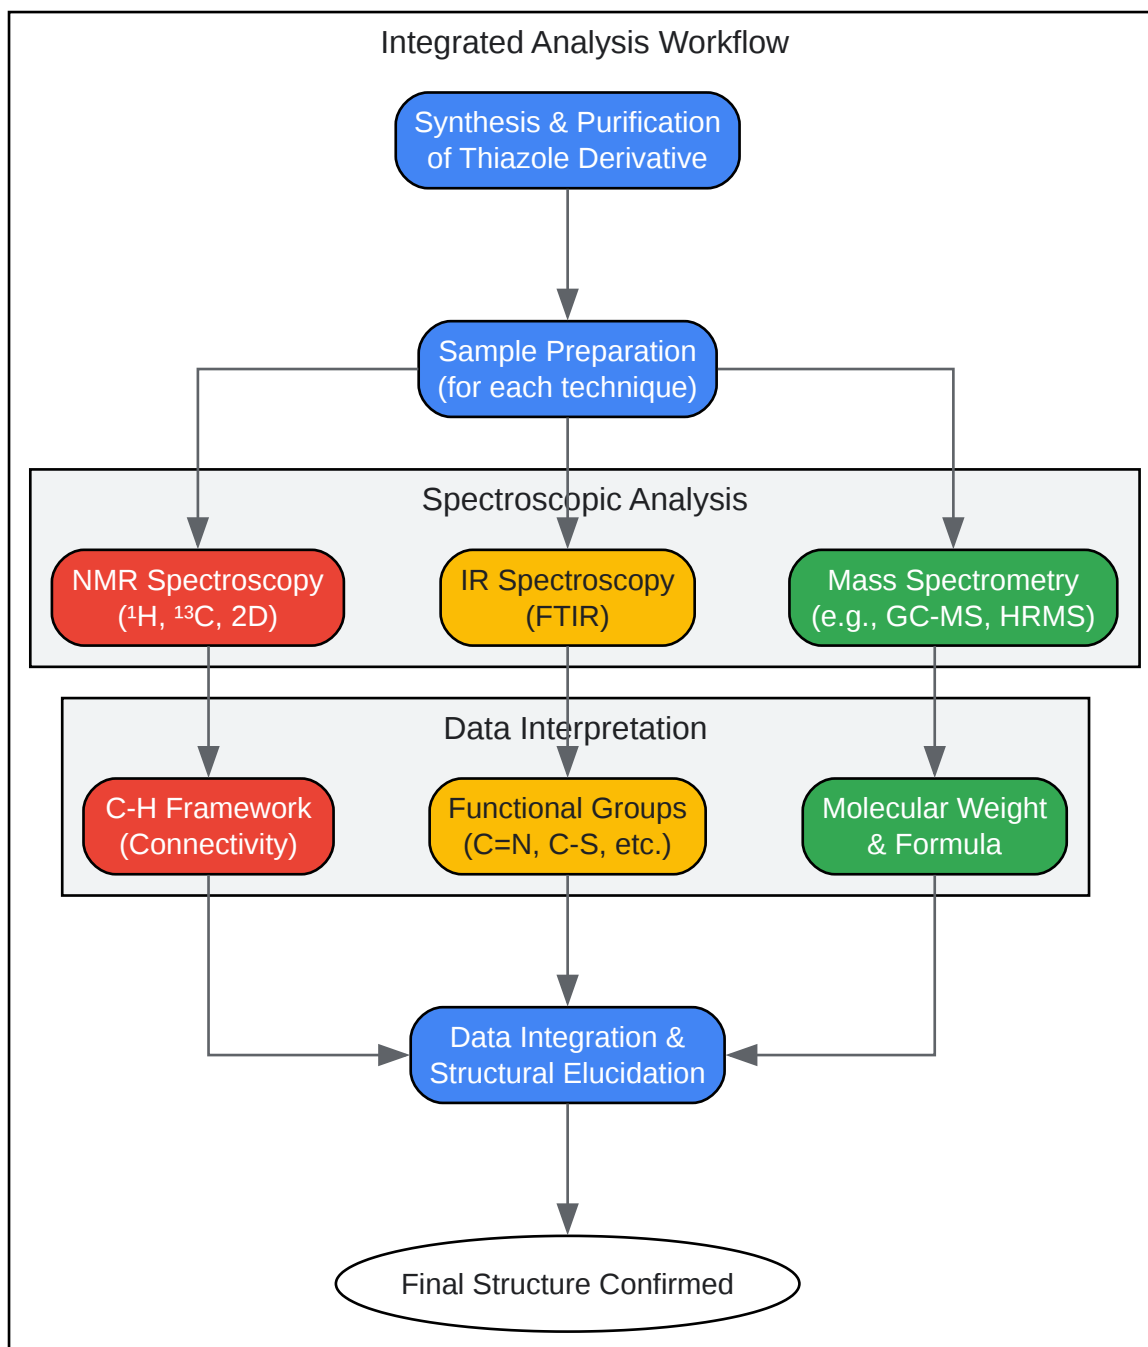 Integrated Analysis Workflow
Synthesis & Purification
of Thiazole Derivative
Sample Preparation
(for each technique)
Spectroscopic Analysis
NMR Spectroscopy
(¹H, ¹³C, 2D)
IR Spectroscopy
(FTIR)
Mass Spectrometry
(e.g., GC-MS, HRMS)
Data Interpretation
C-H Framework
(Connectivity)
Functional Groups
(C=N, C-S, etc.)
Molecular Weight
& Formula
Data Integration &
Structural Elucidation
Final Structure Confirmed